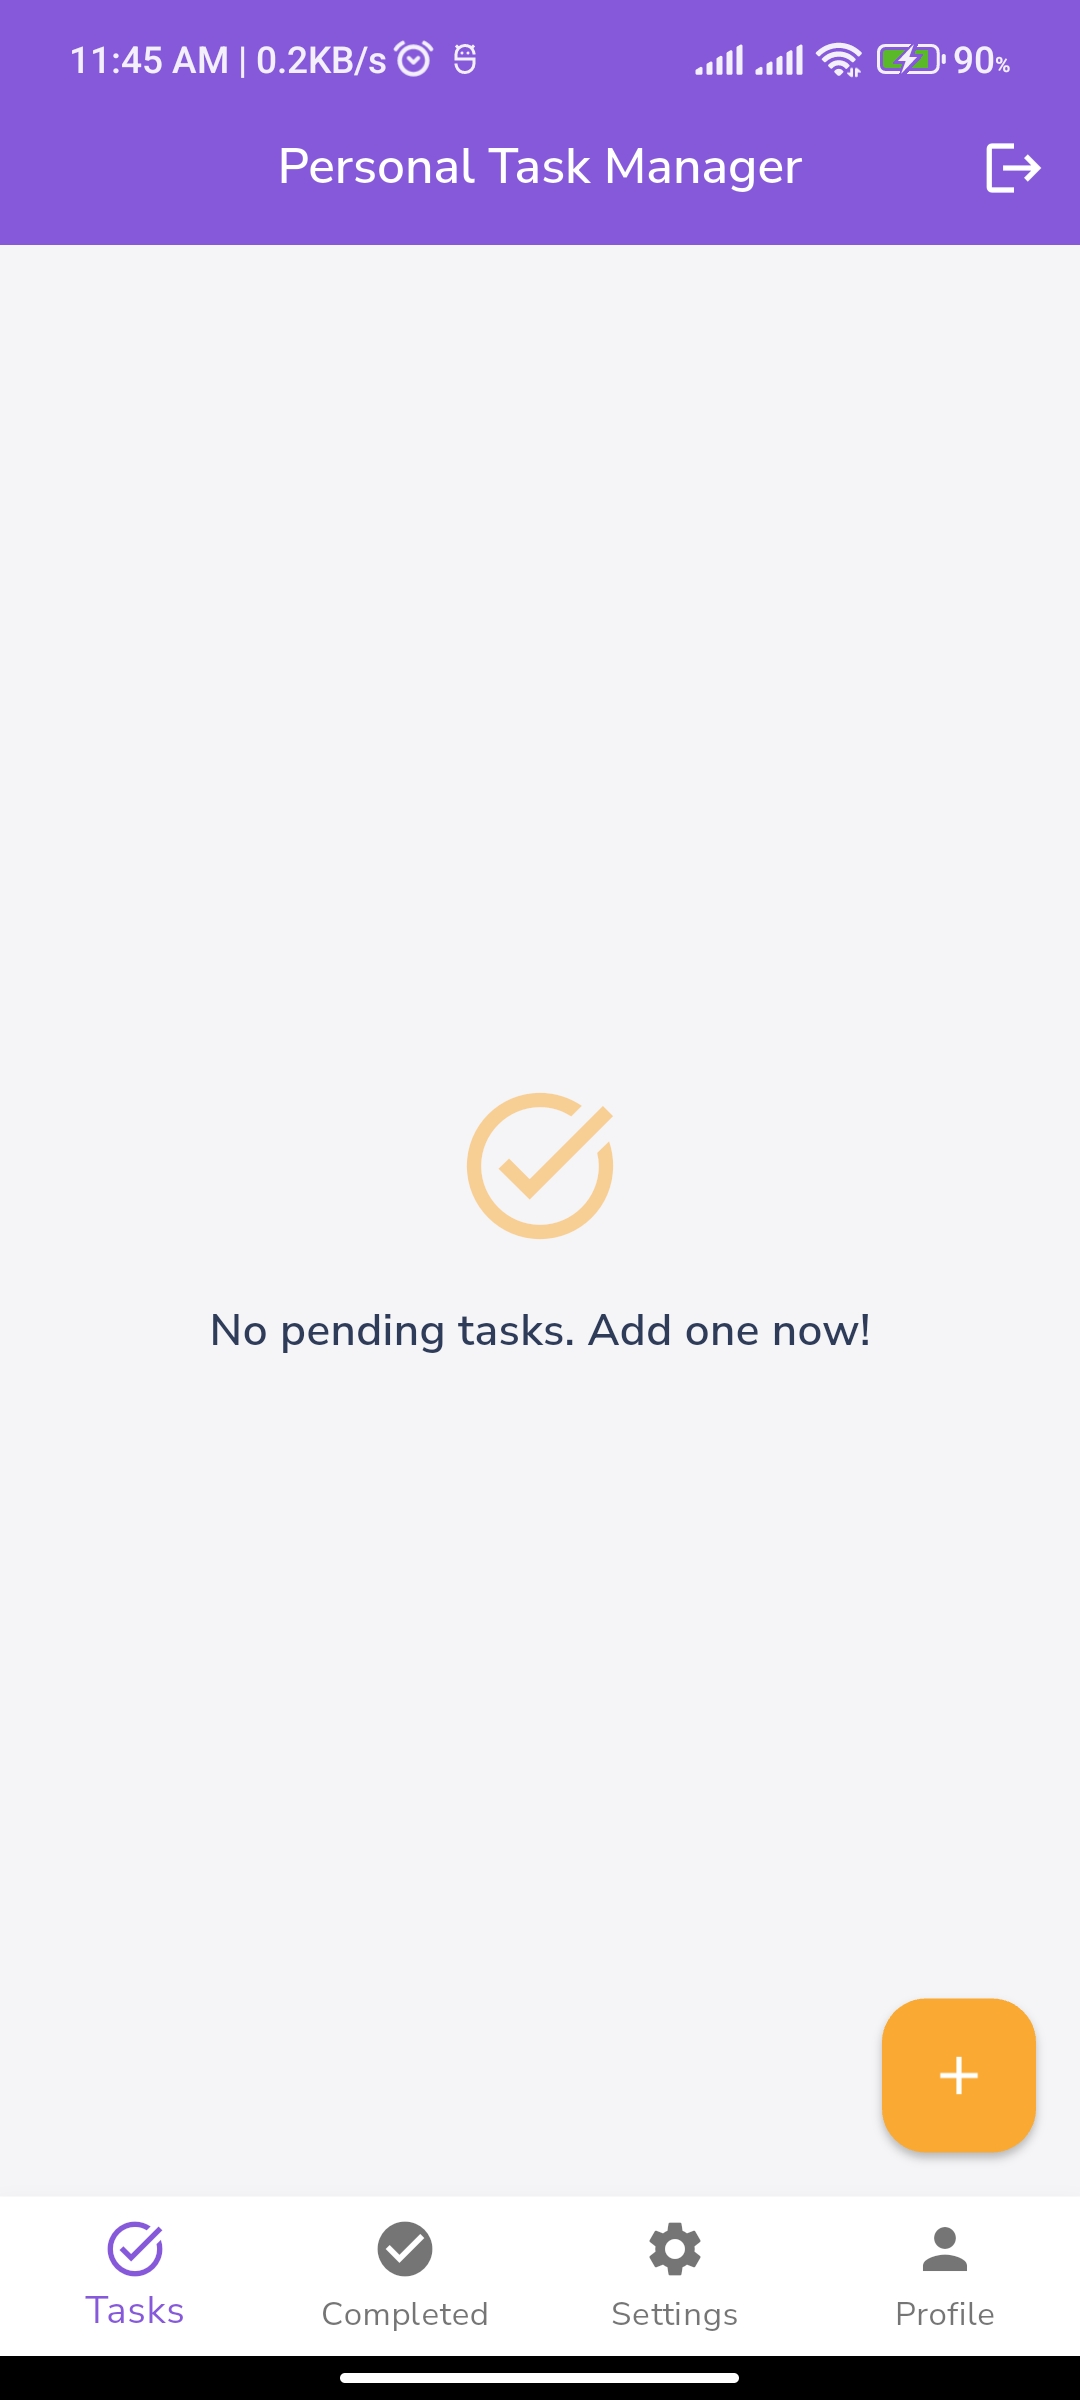 11:45 AM | 0.2KB/s
90%
Personal Task Manager
No pending tasks. Add one now!
Tasks
Completed
Settings
Profile